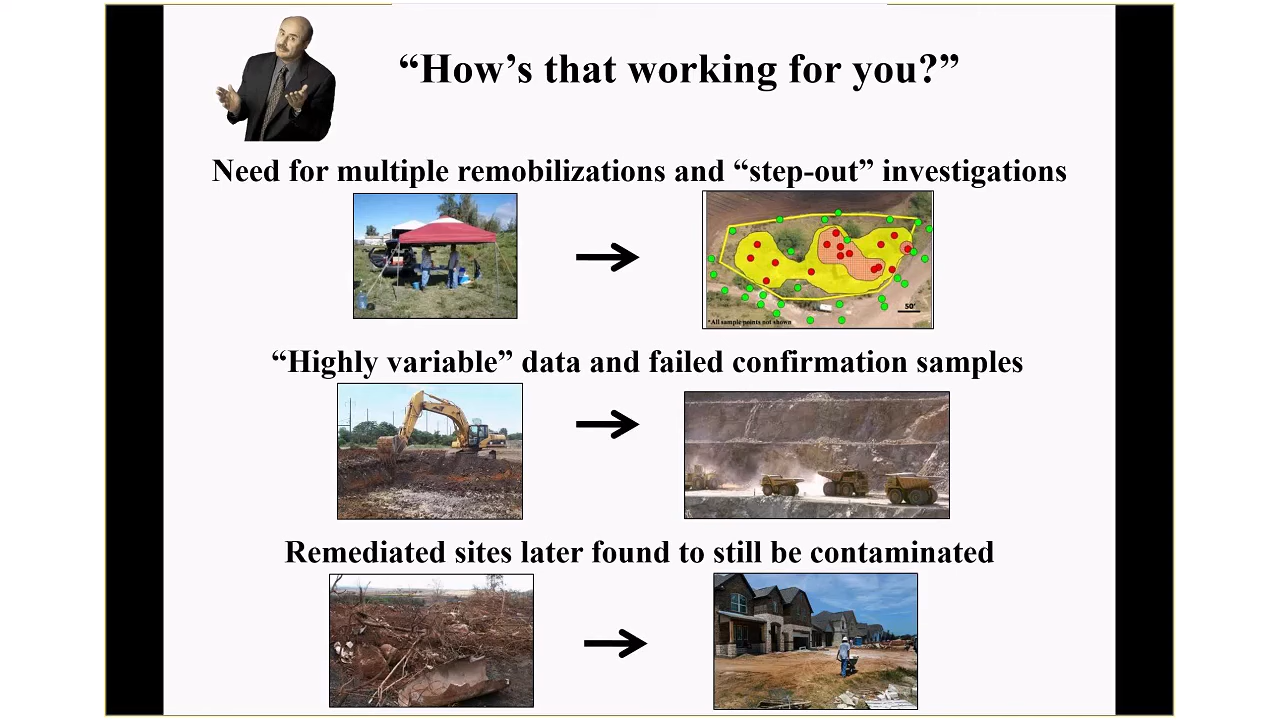 “How’s that working for you?”
Need for multiple remobilizations and “step-out” investigations
50'
*All sample points not shown
“Highly variable” data and failed confirmation samples
Remediated sites later found to still be contaminated